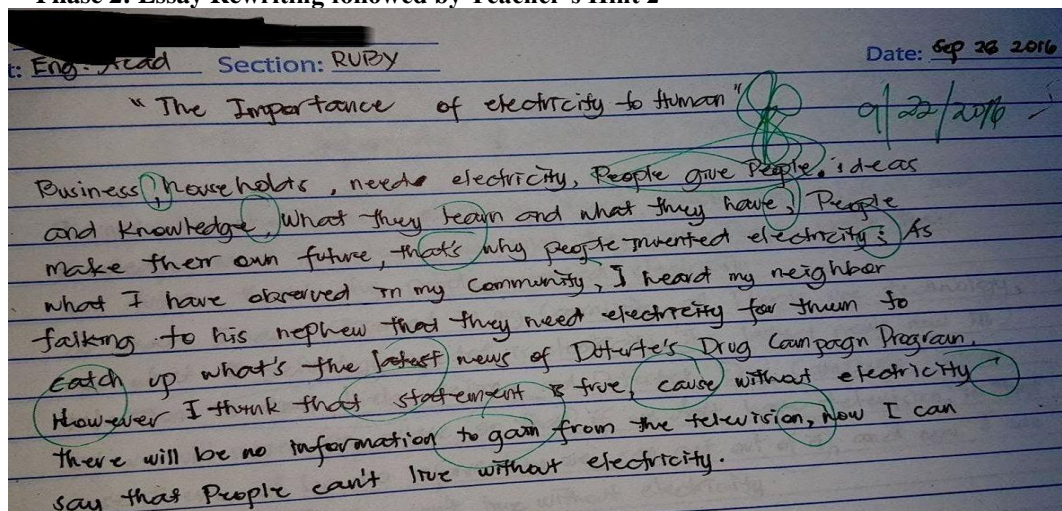 Phase 2: Essay Rewriting followed by Teacher's Hint 2
t: Eng. Acad Section: RUBY Date: Sep 26 2016
"The Importance of electricity to Human" 9/22/2016
Business, households, needs electricity, People give People. ideas
and knowledge, What they learn and what they have, People
make their own future, that's why people invented electricity; As
what I have observed in my Community, I heard my neighbor
talking to his nephew that they need electricity for them to
catch up what's the latest news of Duterte's Drug Campaign Program.
However I think that statement is true, cause without electricity
there will be no information to gain from the television, now I can
say that People can't live without electricity.